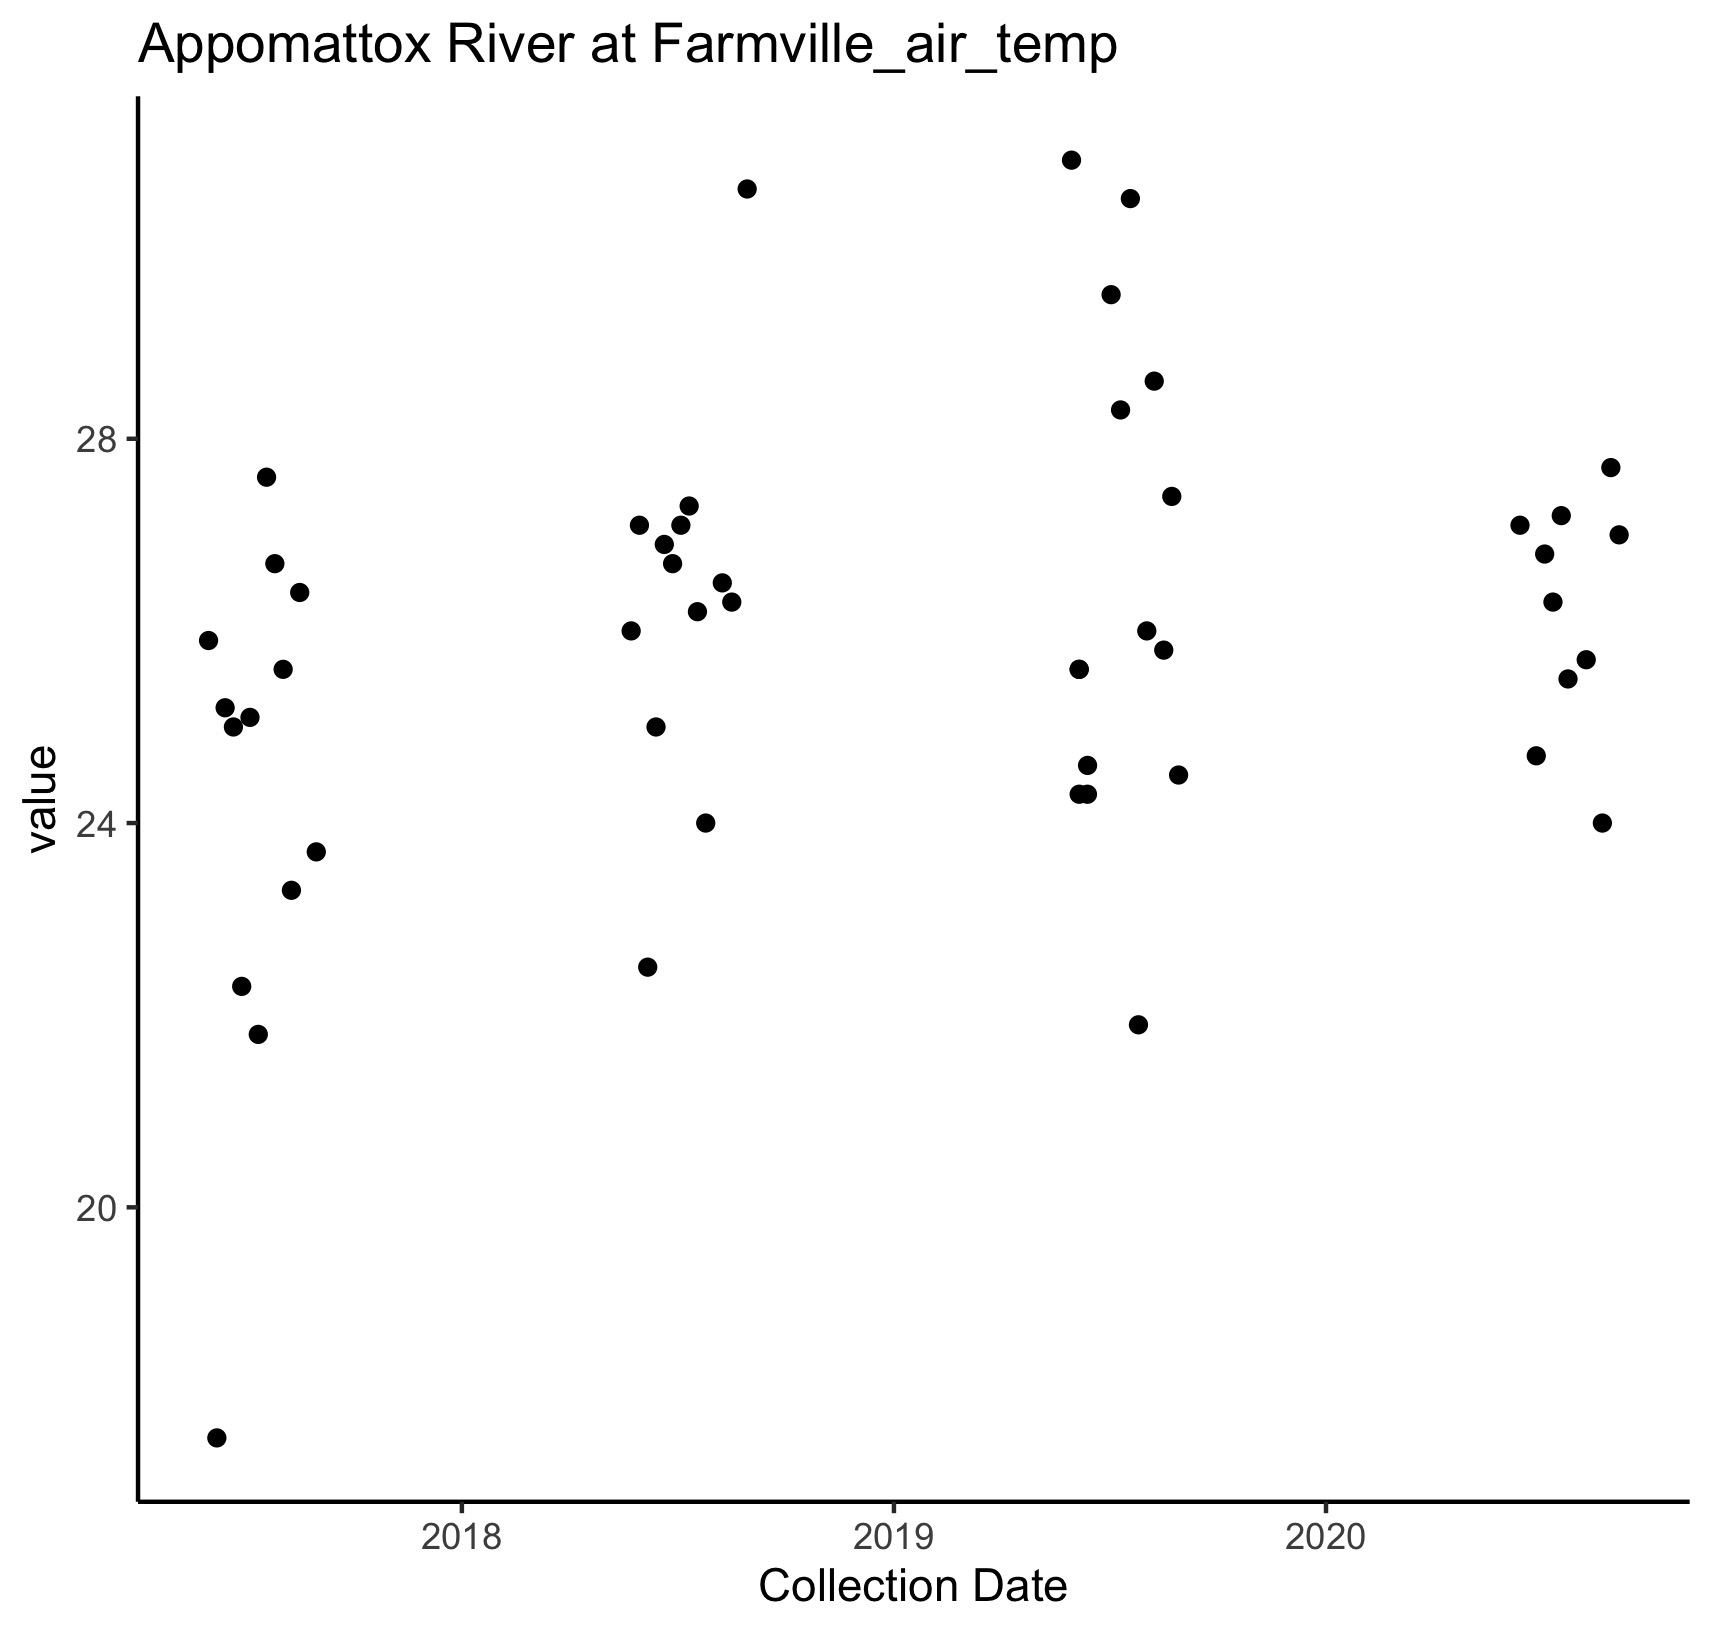 Appomattox River at Farmville_air_temp
28
24
20
value
2018 2019 2020
Collection Date